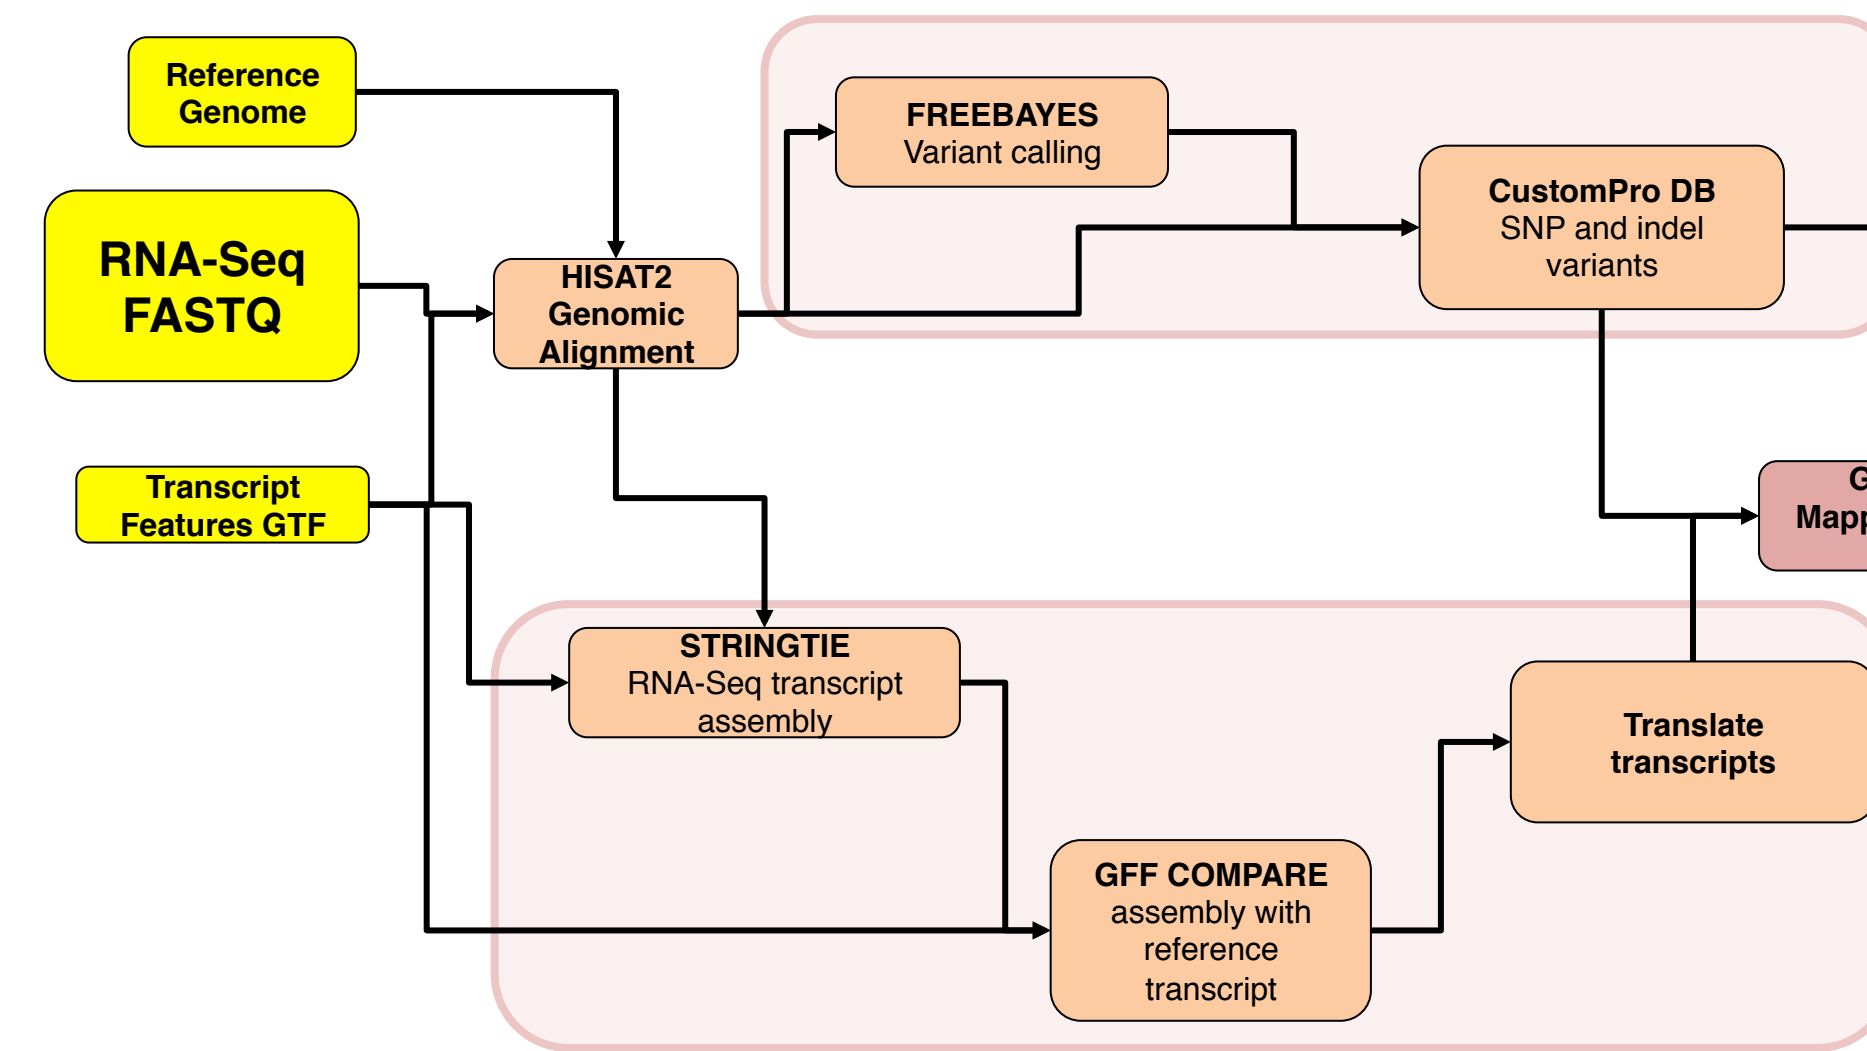 Reference
Genome
RNA-Seq
FASTQ
Transcript
Features GTF
HISAT2
Genomic
Alignment
FREEBAYES
Variant calling
CustomPro DB
SNP and indel
variants
G
Mapp
STRINGTIE
RNA-Seq transcript
assembly
GFF COMPARE
assembly with
reference
transcript
Translate
transcripts